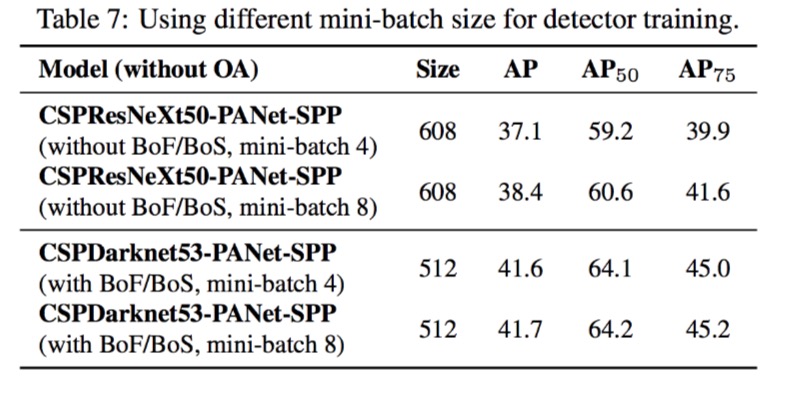 Table 7: Using different mini-batch size for detector training.
Model (without OA) Size AP AP50 AP75
CSPResNeXt50-PANet-SPP
(without BoF/BoS, mini-batch 4) 608 37.1 59.2 39.9
CSPResNeXt50-PANet-SPP
(without BoF/BoS, mini-batch 8) 608 38.4 60.6 41.6
CSPDarknet53-PANet-SPP
(with BoF/BoS, mini-batch 4) 512 41.6 64.1 45.0
CSPDarknet53-PANet-SPP
(with BoF/BoS, mini-batch 8) 512 41.7 64.2 45.2